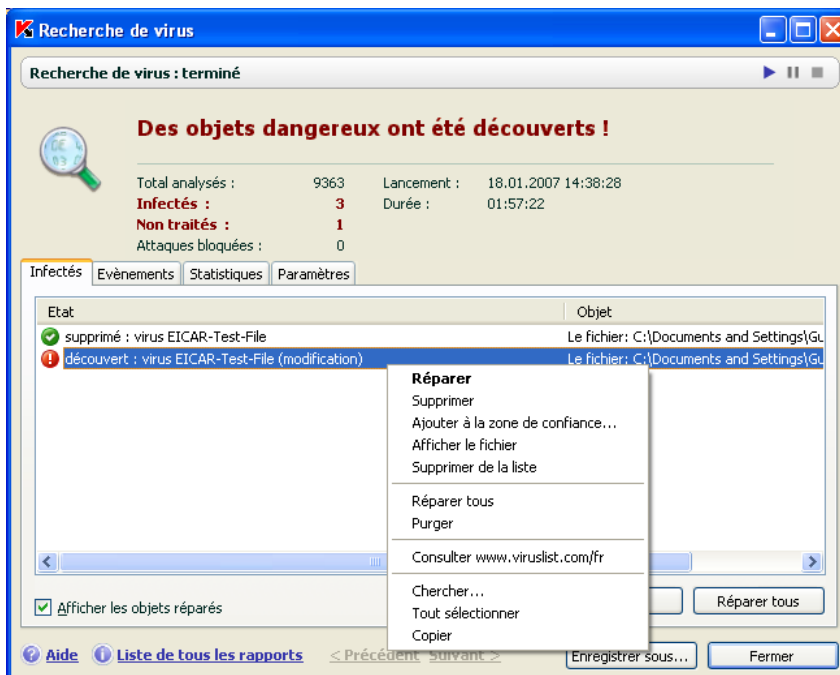 Recherche de virus
Recherche de virus : terminé
Des objets dangereux ont été découverts !
Total analysés : 9363 Lancement : 18.01.2007 14:38:28
Infectés : 3 Durée : 01:57:22
Non traités : 1
Attaques bloquées : 0
Infectés Evènements Statistiques Paramètres
Etat Objet
supprimé : virus EICAR-Test-File Le fichier: C:\Documents and Settings\Gu
découvert : virus EICAR-Test-File (modification) Le fichier: C:\Documents and Settings\Gu
Réparer
Supprimer
Ajouter à la zone de confiance...
Afficher le fichier
Supprimer de la liste
Réparer tous
Purger
Consulter www.viruslist.com/fr
Chercher...
Tout sélectionner
Copier
Afficher les objets réparés Réparer tous
Aide Liste de tous les rapports < Précédent Suivant > Enregistrer sous... Fermer